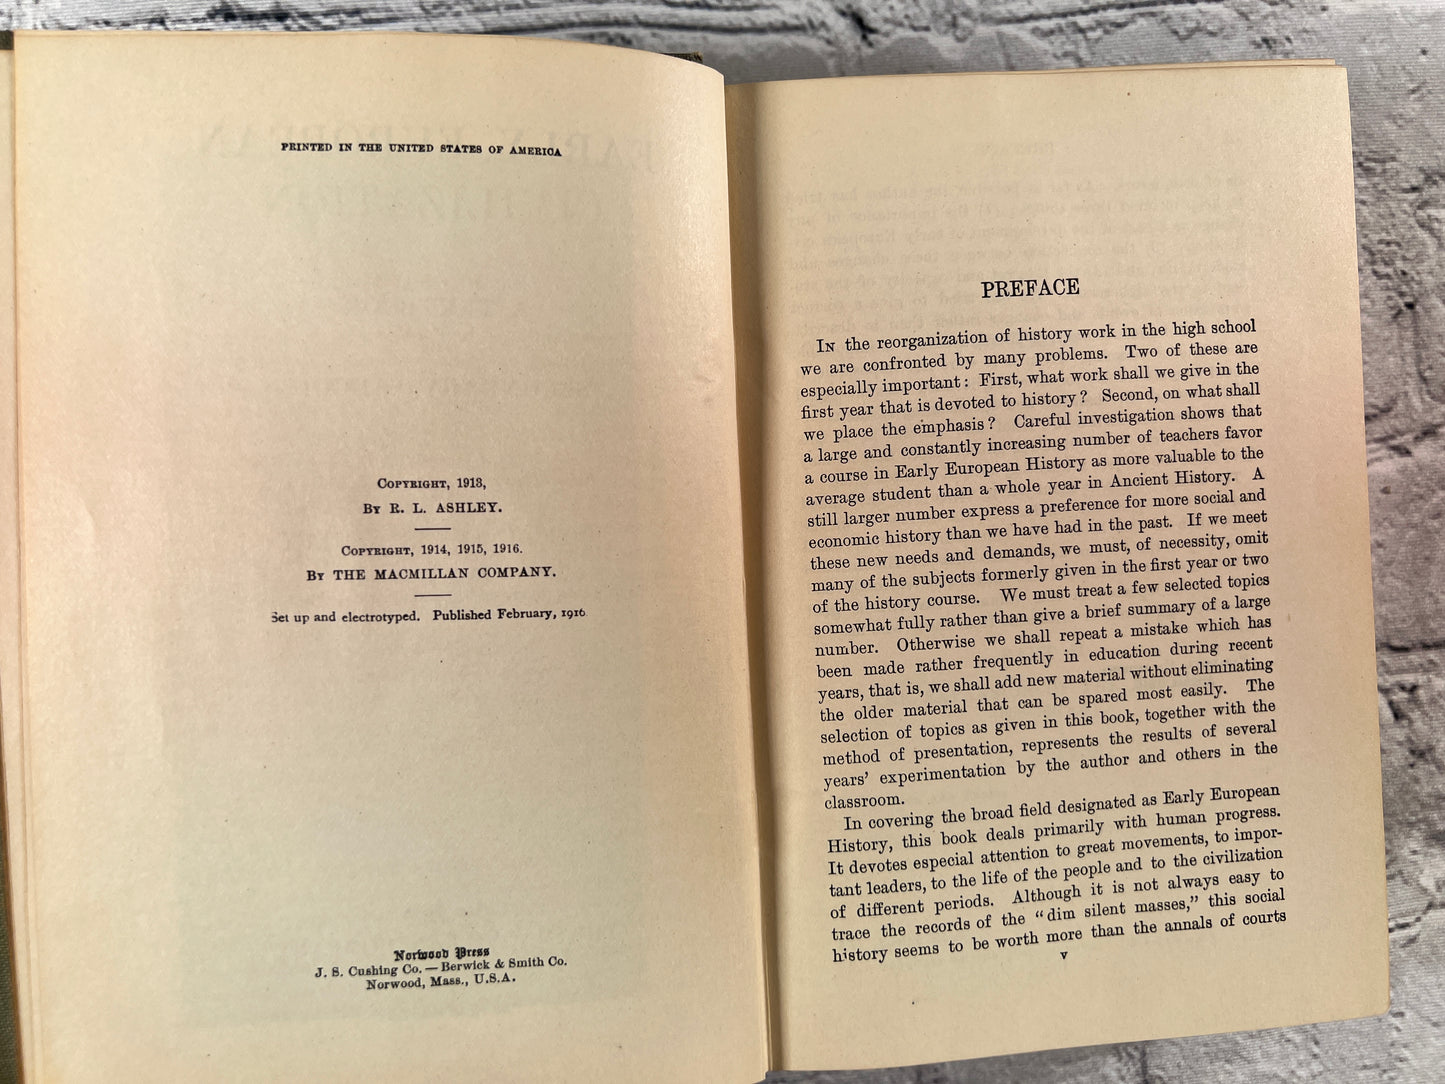 PRINTED IN THE UNITED STATES OF AMERICA
COPYRIGHT, 1913,
BY R. L. ASHLEY.
COPYRIGHT, 1914, 1915, 1916.
BY THE MACMILLAN COMPANY.
Set up and electrotyped. Published February, 1916
Norwood Press
J. S. Cushing Co. — Berwick & Smith Co.
Norwood, Mass., U.S.A.
PREFACE
IN the reorganization of history work in the high school
we are confronted by many problems. Two of these are
especially important: First, what work shall we give in the
first year that is devoted to history? Second, on what shall
we place the emphasis? Careful investigation shows that
a large and constantly increasing number of teachers favor
a course in Early European History as more valuable to the
average student than a whole year in Ancient History. A
still larger number express a preference for more social and
economic history than we have had in the past. If we meet
these new needs and demands, we must, of necessity, omit
many of the subjects formerly given in the first year or two
of the history course. We must treat a few selected topics
somewhat fully rather than give a brief summary of a large
number. Otherwise we shall repeat a mistake which has
been made rather frequently in education during recent
years, that is, we shall add new material without eliminating
the older material that can be spared most easily. The
selection of topics as given in this book, together with the
method of presentation, represents the results of several
years' experimentation by the author and others in the
classroom.
In covering the broad field designated as Early European
History, this book deals primarily with human progress.
It devotes especial attention to great movements, to impor-
tant leaders, to the life of the people and to the civilization
of different periods. Although it is not always easy to
trace the records of the "dim silent masses," this social
history seems to be worth more than the annals of courts
v